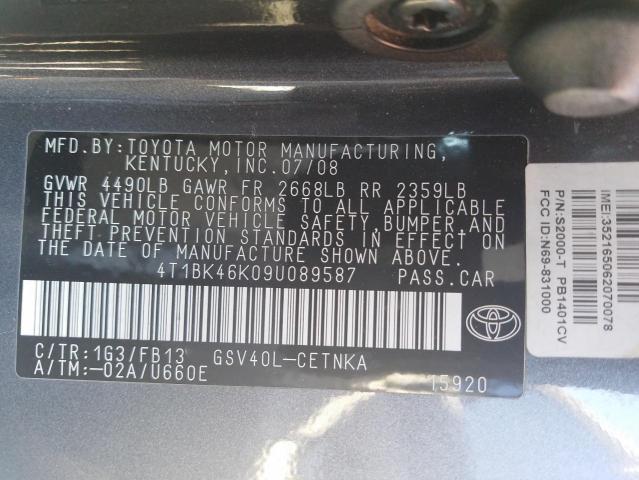 MFD.BY:TOYOTA MOTOR MANUFACTURING,
KENTUCKY,INC.07/08
GVWR 4490LB GAWR FR 2668LB RR 2359LB
THIS VEHICLE CONFORMS TO ALL APPLICABLE
FEDERAL MOTOR VEHICLE SAFETY,BUMPER,AND
THEFT PREVENTION STANDARDS IN EFFECT ON
THE DATE OF MANUFACTURE SHOWN ABOVE.
4T1BK46K09U089587 PASS.CAR
C/TR:1G3/FB13 GSV40L-CETNKA
A/TM:-02A/U660E 15920
IMEI:352165062070078
P/N:S2000-T PB1401CV
FCC ID:N69-831000